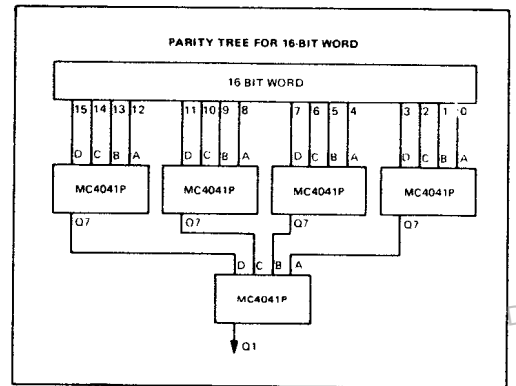 PARITY TREE FOR 16-BIT WORD
16 BIT WORD
15 14 13 12 11 10 9 8 7 6 5 4 3 2 1 0
D C B A D C B A D C B A D C B A
MC4041P MC4041P MC4041P MC4041P
Q7 Q7 Q7 Q7
D C B A
MC4041P
Q1